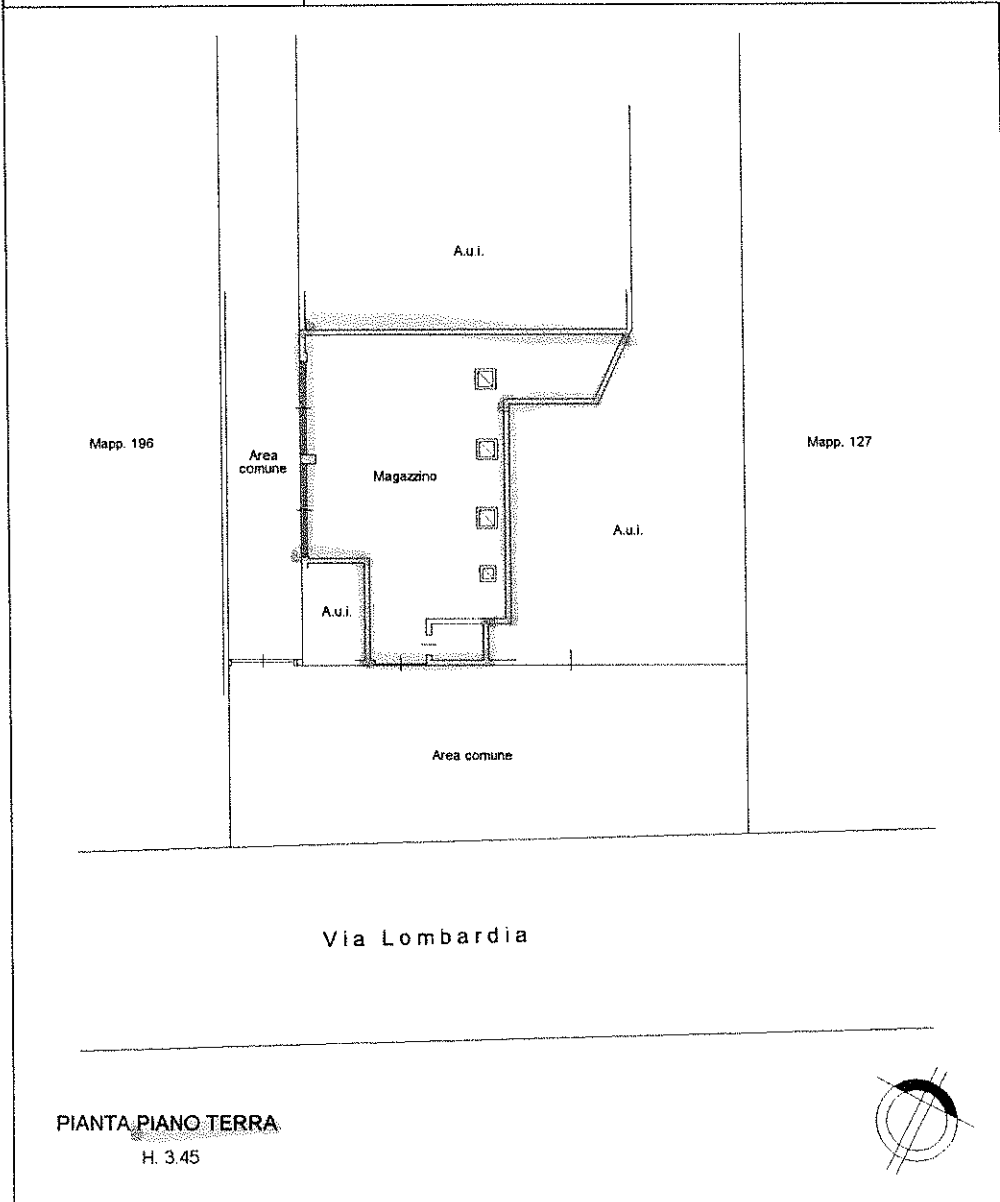 A.u.i.
Mapp. 196
Area
comune
Magazzino
Mapp. 127
A.u.i.
A.u.i.
Area comune
Via Lombardia
PIANTA PIANO TERRA
H. 3.45